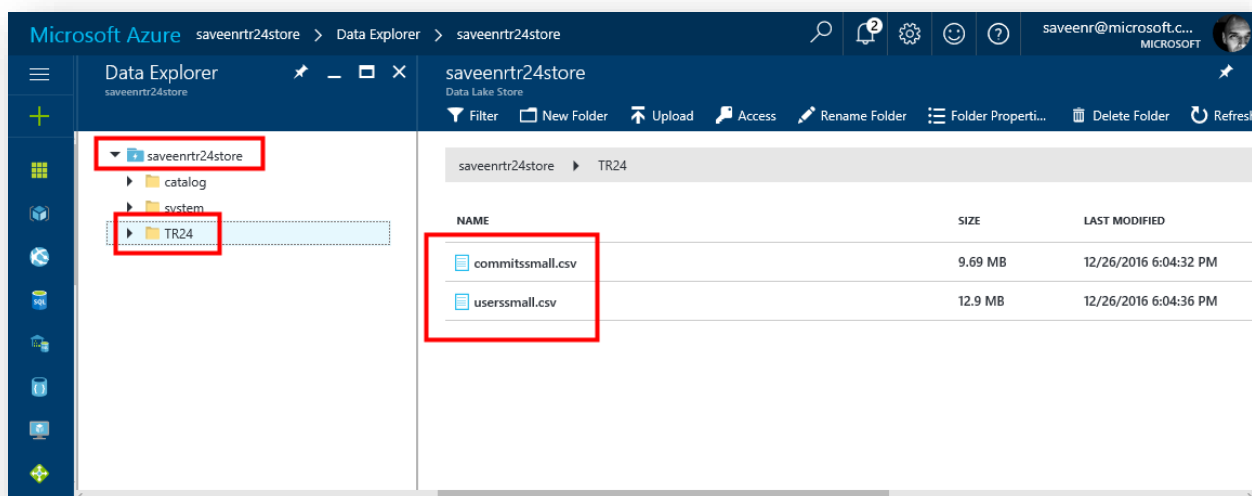 Microsoft Azure saveenrtr24store > Data Explorer > saveenrtr24store
2
saveenr@microsoft.c...
MICROSOFT
Data Explorer
saveenrtr24store
saveenrtr24store
Data Lake Store
Filter New Folder Upload Access Rename Folder Folder Properti... Delete Folder Refresh
saveenrtr24store
catalog
system
TR24
saveenrtr24store TR24
NAME SIZE LAST MODIFIED
commitssmall.csv 9.69 MB 12/26/2016 6:04:32 PM
userssmall.csv 12.9 MB 12/26/2016 6:04:36 PM
SQL